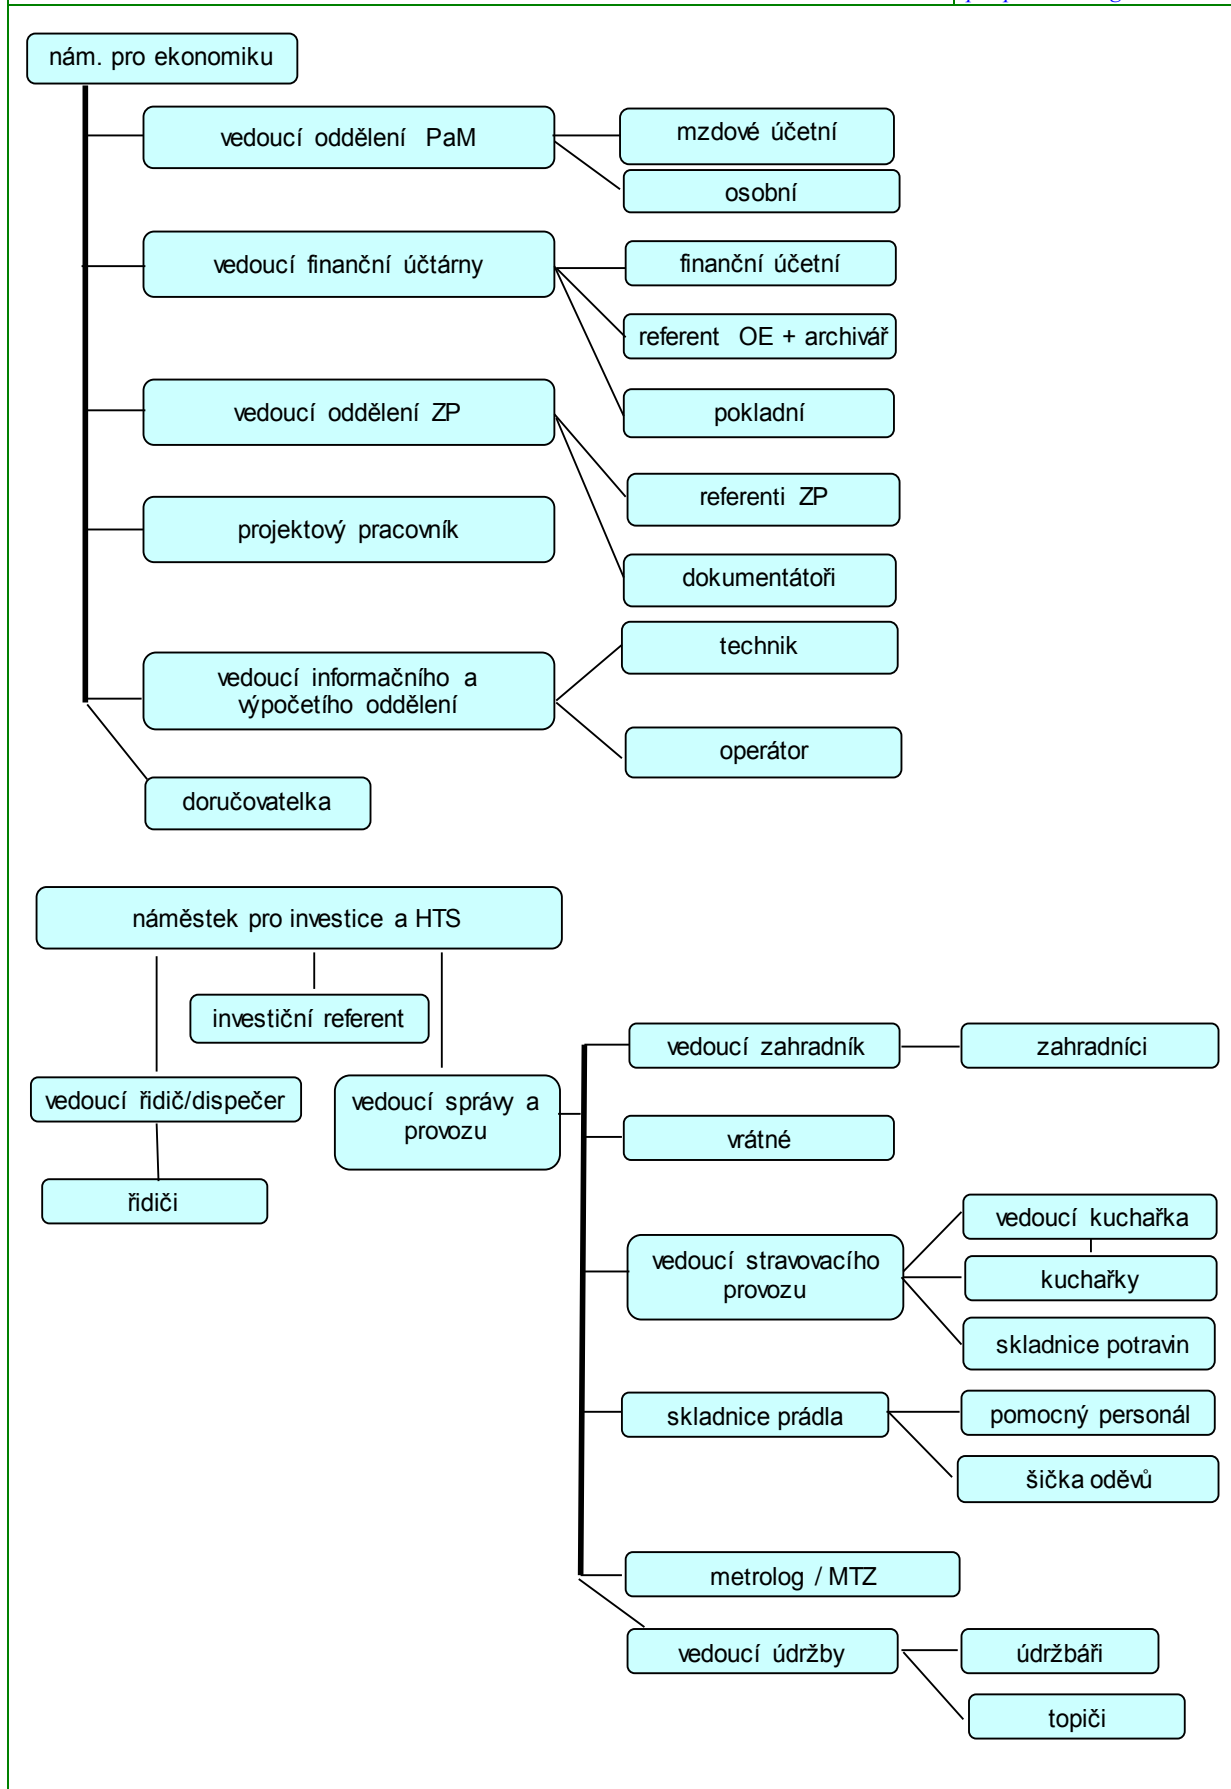 nám. pro ekonomiku
vedoucí oddělení PaM
mzdové účetní
osobní
vedoucí finanční účtárny
finanční účetní
referent OE + archivář
vedoucí oddělení ZP
pokladní
referenti ZP
projektový pracovník
dokumentátoři
technik
vedoucí informačního a
výpočetího oddělení
operátor
doručovatelka
náměstek pro investice a HTS
investiční referent
vedoucí zahradník
zahradníci
vedoucí řidič/dispečer
vedoucí správy a
provozu
vrátné
řidiči
vedoucí kuchařka
vedoucí stravovacího
provozu
kuchařky
skladnice potravin
skladnice prádla
pomocný personál
šička oděvů
metrolog / MTZ
vedoucí údržby
údržbáři
topiči